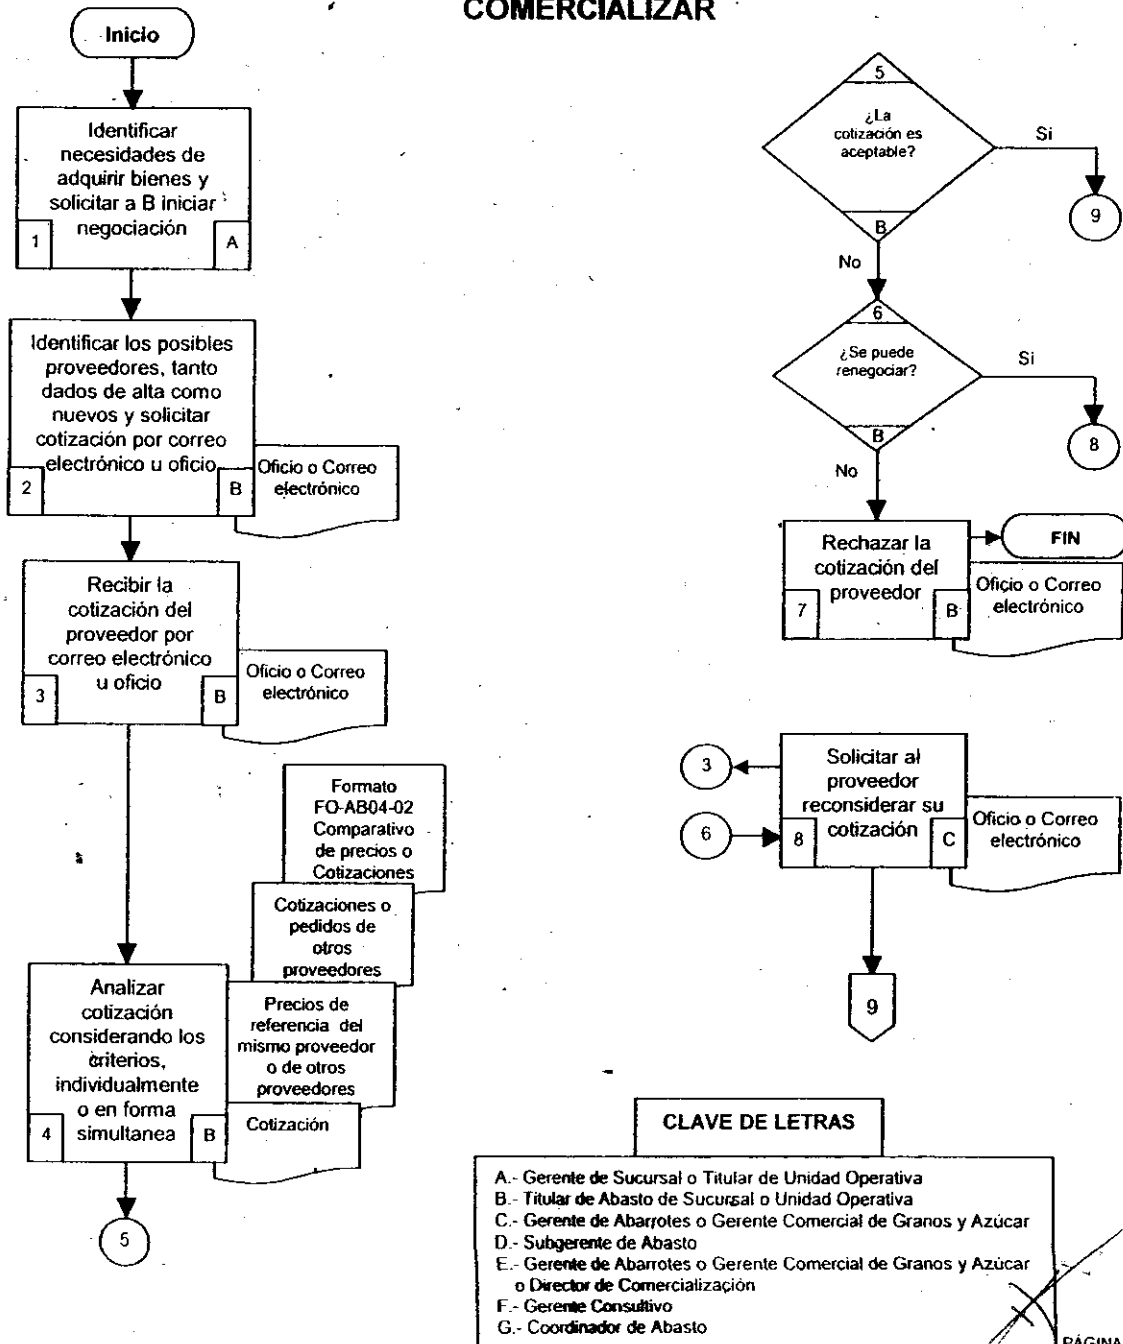 COMERCIALIZAR
Inicio
Identificar
necesidades de
adquirir bienes y
solicitar a B iniciar
negociación
1
A
Identificar los posibles
proveedores, tanto
dados de alta como
nuevos y solicitar
cotización por correo
electrónico u oficio
2
B
Oficio o Correo
electrónico
Recibir la
cotización del
proveedor por
correo electrónico
u oficio
3
B
Oficio o Correo
electrónico
Formato
FO-AB04-02
Comparativo
de precios o
Cotizaciones
Cotizaciones o
pedidos de
otros
proveedores
Precios de
referencia del
mismo proveedor
o de otros
proveedores
Cotización
Analizar
cotización
considerando los
criterios,
individualmente
o en forma
simultanea
4
B
5
5
¿La
cotización es
aceptable?
B
Si
9
No
6
¿Se puede
renegociar?
B
Si
8
No
Rechazar la
cotización del
proveedor
7
B
FIN
Oficio o Correo
electrónico
3
6
Solicitar al
proveedor
reconsiderar su
cotización
8
C
Oficio o Correo
electrónico
9
CLAVE DE LETRAS
A.- Gerente de Sucursal o Titular de Unidad Operativa
B.- Titular de Abasto de Sucursal o Unidad Operativa
C.- Gerente de Abarrotes o Gerente Comercial de Granos y Azúcar
D.- Subgerente de Abasto
E.- Gerente de Abarrotes o Gerente Comercial de Granos y Azúcar
o Director de Comercialización
F.- Gerente Consultivo
G.- Coordinador de Abasto
PÁGINA